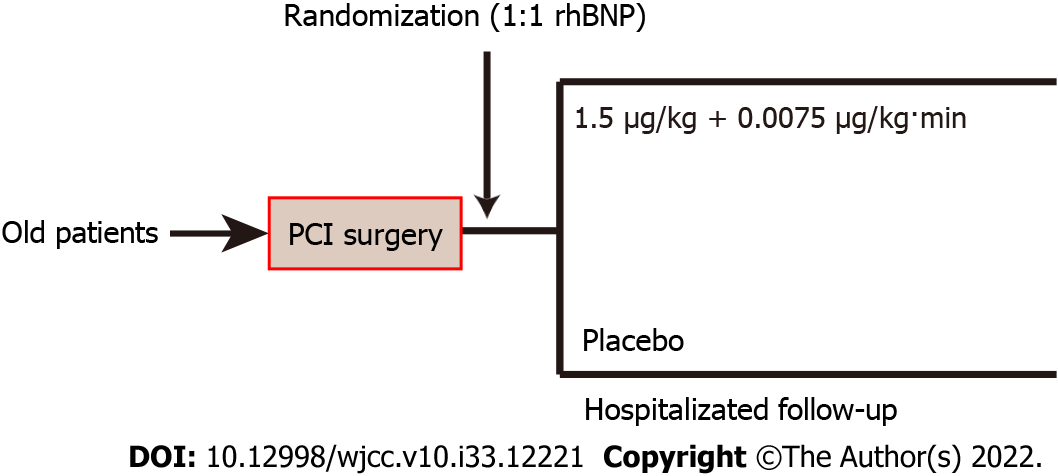 Randomization (1:1 rhBNP)
1.5 µg/kg + 0.0075 µg/kg·min
Old patients
PCI surgery
Placebo
Hospitalizated follow-up
DOI: 10.12998/wjcc.v10.i33.12221 Copyright ©The Author(s) 2022.